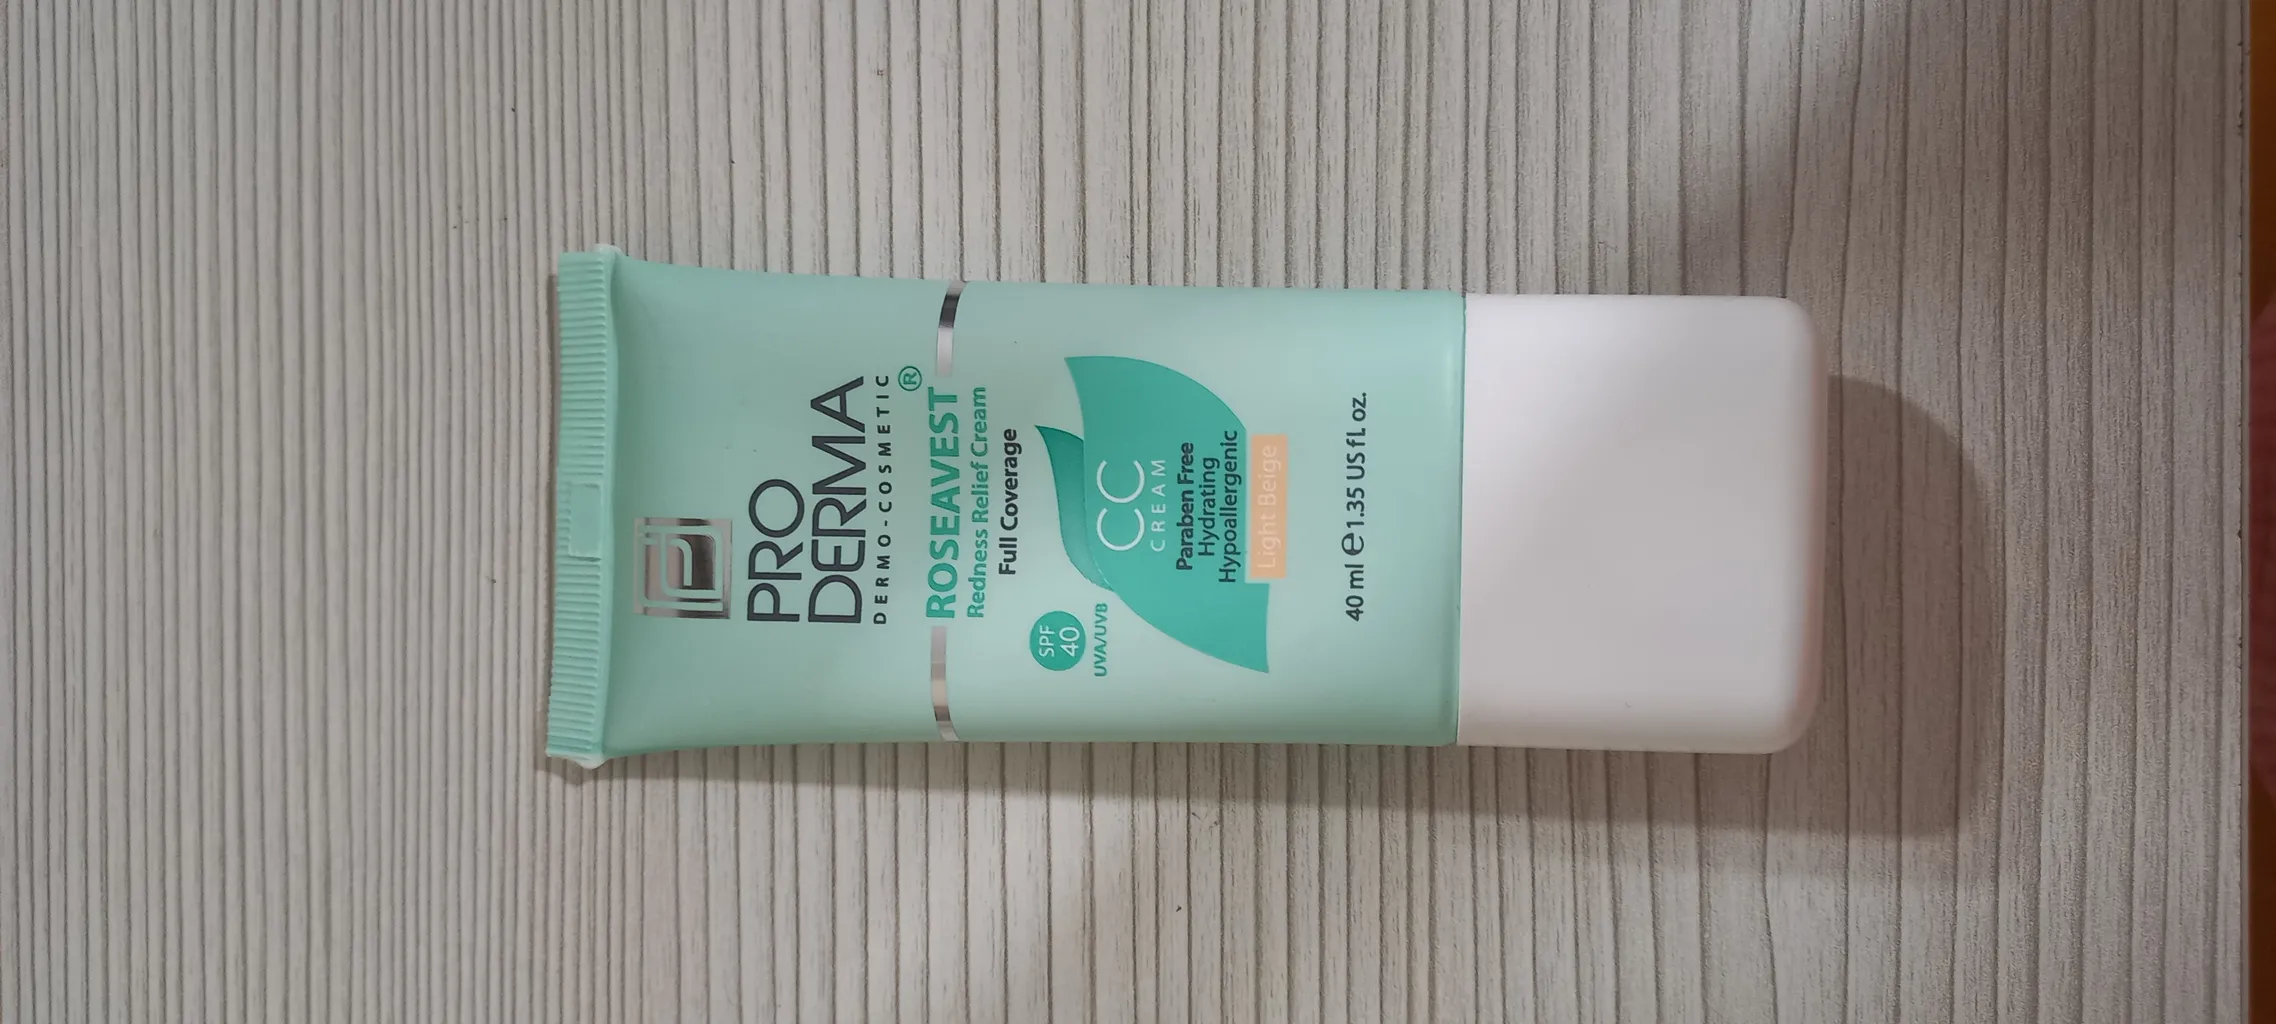 PRO
DERMA
DERMO-COSMETIC
ROSEAVEST®
Redness Relief Cream
Full Coverage
SPF
40
UVA/UVB
CC
CREAM
Paraben Free
Hydrating
Hypoallergenic
Light Beige
40 ml e 1.35 US fL oz.